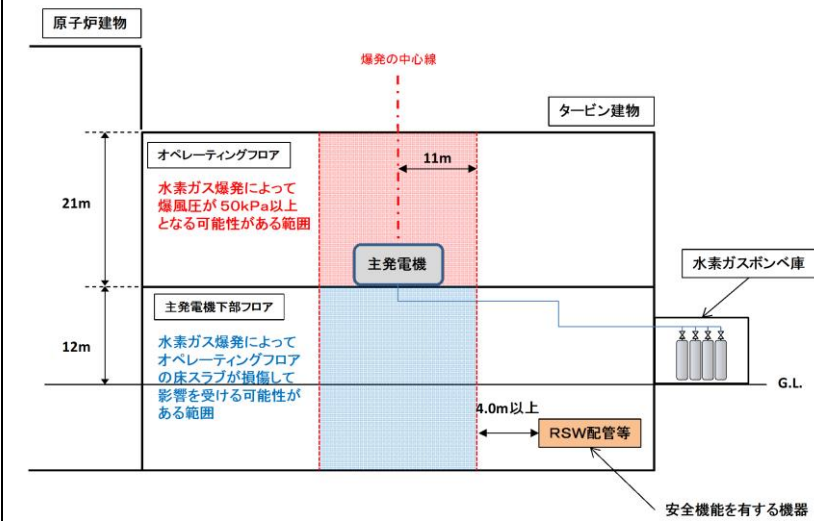 原子炉建物
爆発の中心線
タービン建物
オペレーティングフロア
11m
水素ガス爆発によって
爆風圧が50kPa以上
となる可能性がある範囲
21m
主発電機
水素ガスボンベ庫
主発電機下部フロア
水素ガス爆発によって
オペレーティングフロア
の床スラブが損傷して
影響を受ける可能性が
ある範囲
12m
G.L.
4.0m以上
RSW配管等
安全機能を有する機器